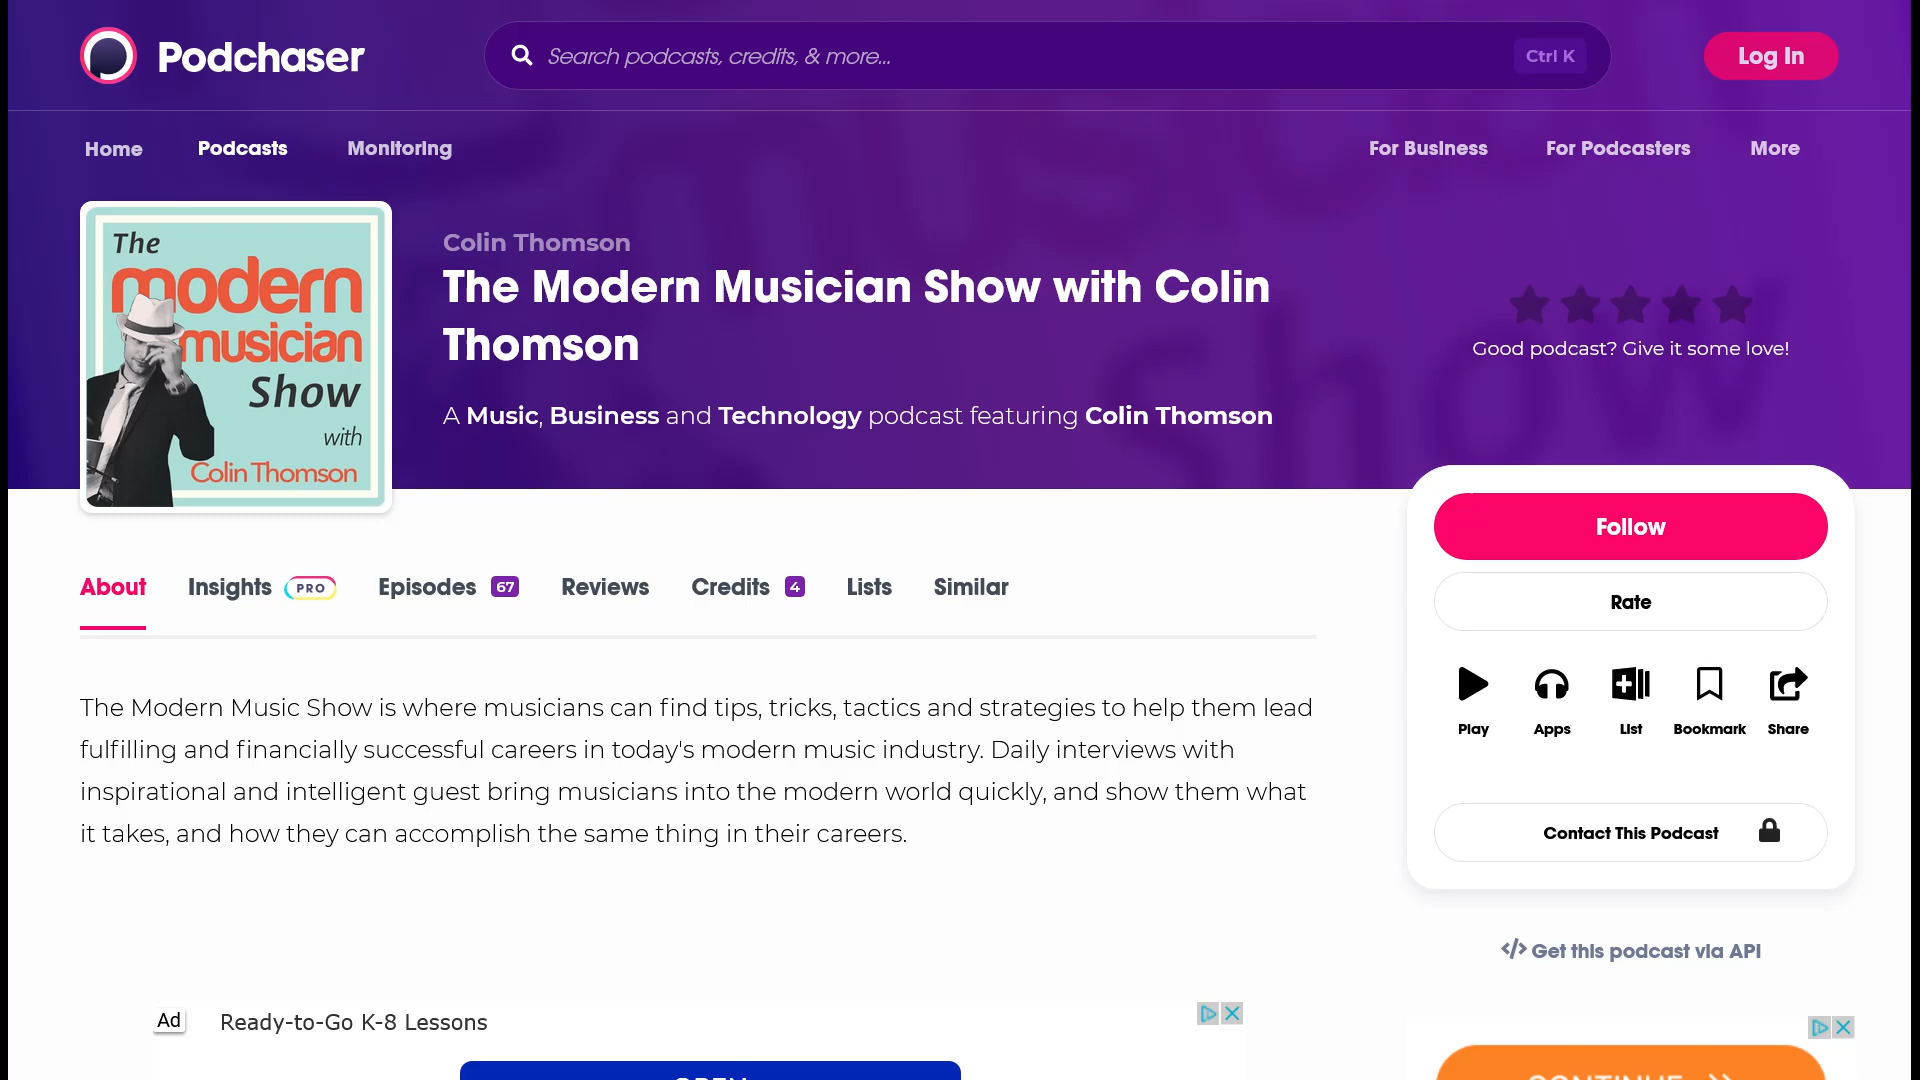 Podchaser
Search podcasts, credits, & more...
Ctrl K
Log In
Home
Podcasts
Monitoring
For Business
For Podcasters
More
The
modern
musician
Show
with
Colin Thomson
Colin Thomson
The Modern Musician Show with Colin
Thomson
A Music, Business and Technology podcast featuring Colin Thomson
Good podcast? Give it some love!
About
Insights PRO
Episodes 67
Reviews
Credits 4
Lists
Similar
The Modern Music Show is where musicians can find tips, tricks, tactics and strategies to help them lead
fulfilling and financially successful careers in today's modern music industry. Daily interviews with
inspirational and intelligent guest bring musicians into the modern world quickly, and show them what
it takes, and how they can accomplish the same thing in their careers.
Follow
Rate
Play
Apps
List
Bookmark
Share
Contact This Podcast
Get this podcast via API
Ad
Ready-to-Go K-8 Lessons